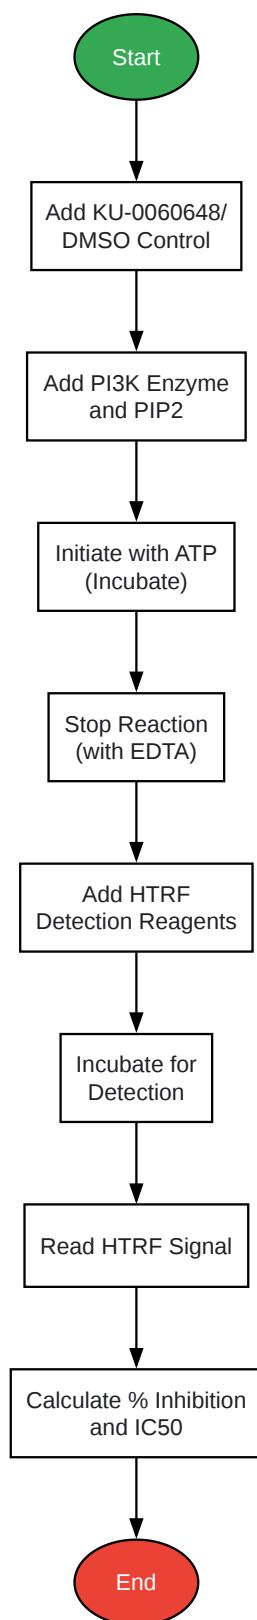 Start
Add KU-0060648/
DMSO Control
Add PI3K Enzyme
and PIP2
Initiate with ATP
(Incubate)
Stop Reaction
(with EDTA)
Add HTRF
Detection Reagents
Incubate for
Detection
Read HTRF Signal
Calculate % Inhibition
and IC50
End